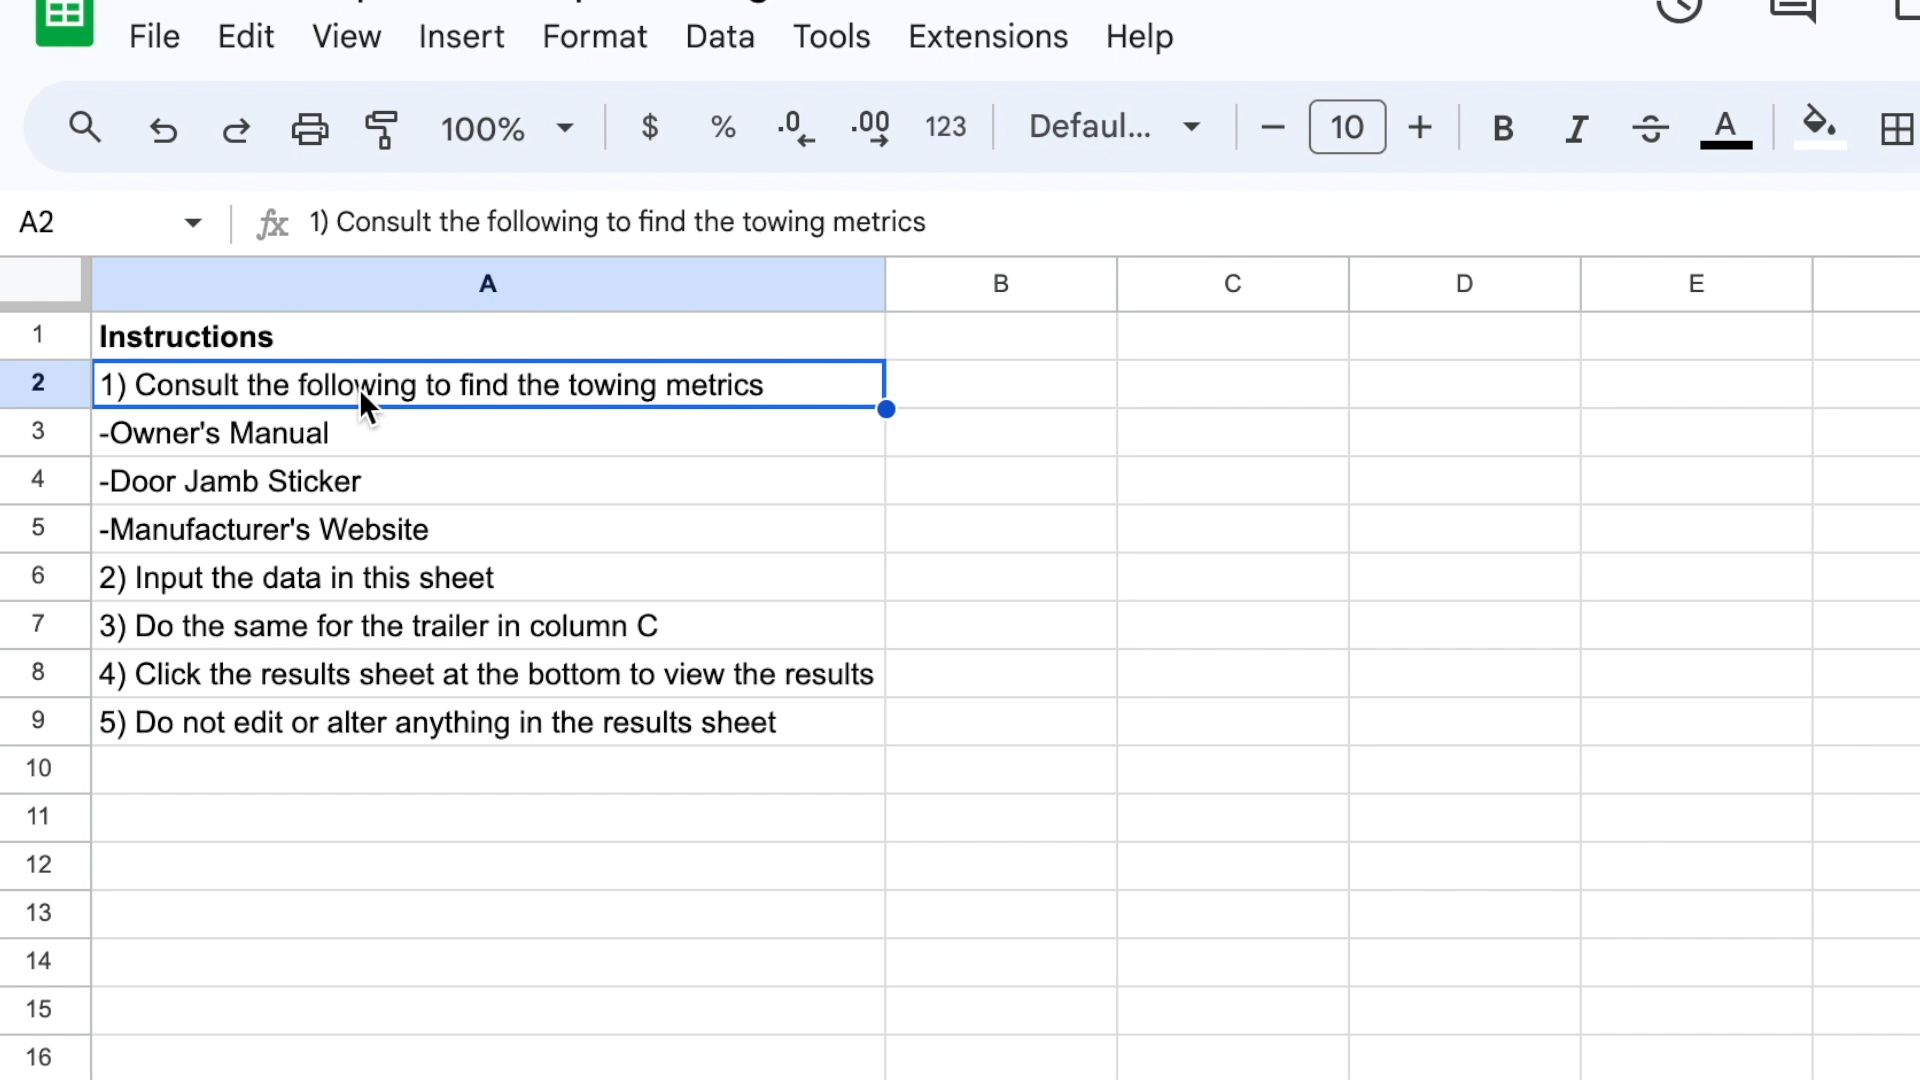 File Edit View Insert Format Data Tools Extensions Help
100% $ % .0 .00 123 Defaul... 10 B I A
A2 fx 1) Consult the following to find the towing metrics
A B C D E
1 Instructions
2 1) Consult the following to find the towing metrics
3 -Owner's Manual
4 -Door Jamb Sticker
5 -Manufacturer's Website
6 2) Input the data in this sheet
7 3) Do the same for the trailer in column C
8 4) Click the results sheet at the bottom to view the results
9 5) Do not edit or alter anything in the results sheet
10
11
12
13
14
15
16